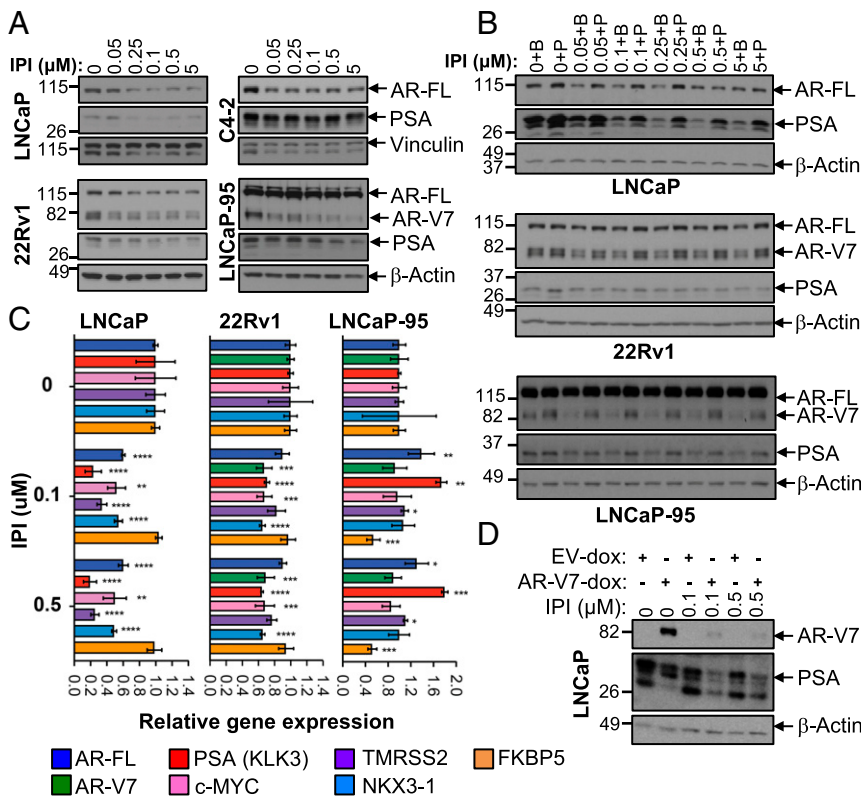 A
IPI (µM):
0
0.05
0.25
0.1
0.5
5
0
0.05
0.25
0.1
0.5
5
LNCaP
115
26
115
C4-2
AR-FL
PSA
Vinculin
22Rv1
115
82
26
49
LNCaP-95
AR-FL
AR-V7
PSA
β-Actin
B
IPI (µM):
0+B
0+P
0.05+B
0.05+P
0.1+B
0.1+P
0.25+B
0.25+P
0.5+B
0.5+P
5+B
5+P
115
AR-FL
26
PSA
49
37
β-Actin
LNCaP
115
AR-FL
82
AR-V7
37
26
PSA
49
β-Actin
22Rv1
115
AR-FL
82
AR-V7
37
PSA
49
β-Actin
LNCaP-95
C
LNCaP
22Rv1
LNCaP-95
IPI (uM)
0
0.1
**** 
****
**
****
****
***
****
***
****
**
**
*
***
0.5
****
****
**
****
****
***
****
***
****
*
***
*
***
0.0 0.2 0.4 0.6 0.8 1.0 1.2 1.4
0.0 0.2 0.4 0.6 0.8 1.0 1.2 1.4
0.0 0.4 0.8 1.2 1.6 2.0
Relative gene expression
AR-FL
PSA (KLK3)
TMRSS2
FKBP5
AR-V7
c-MYC
NKX3-1
D
EV-dox: + - + - + -
AR-V7-dox: - + - + - +
IPI (µM): 0 0 0.1 0.1 0.5 0.5
LNCaP
82
AR-V7
PSA
26
49
β-Actin